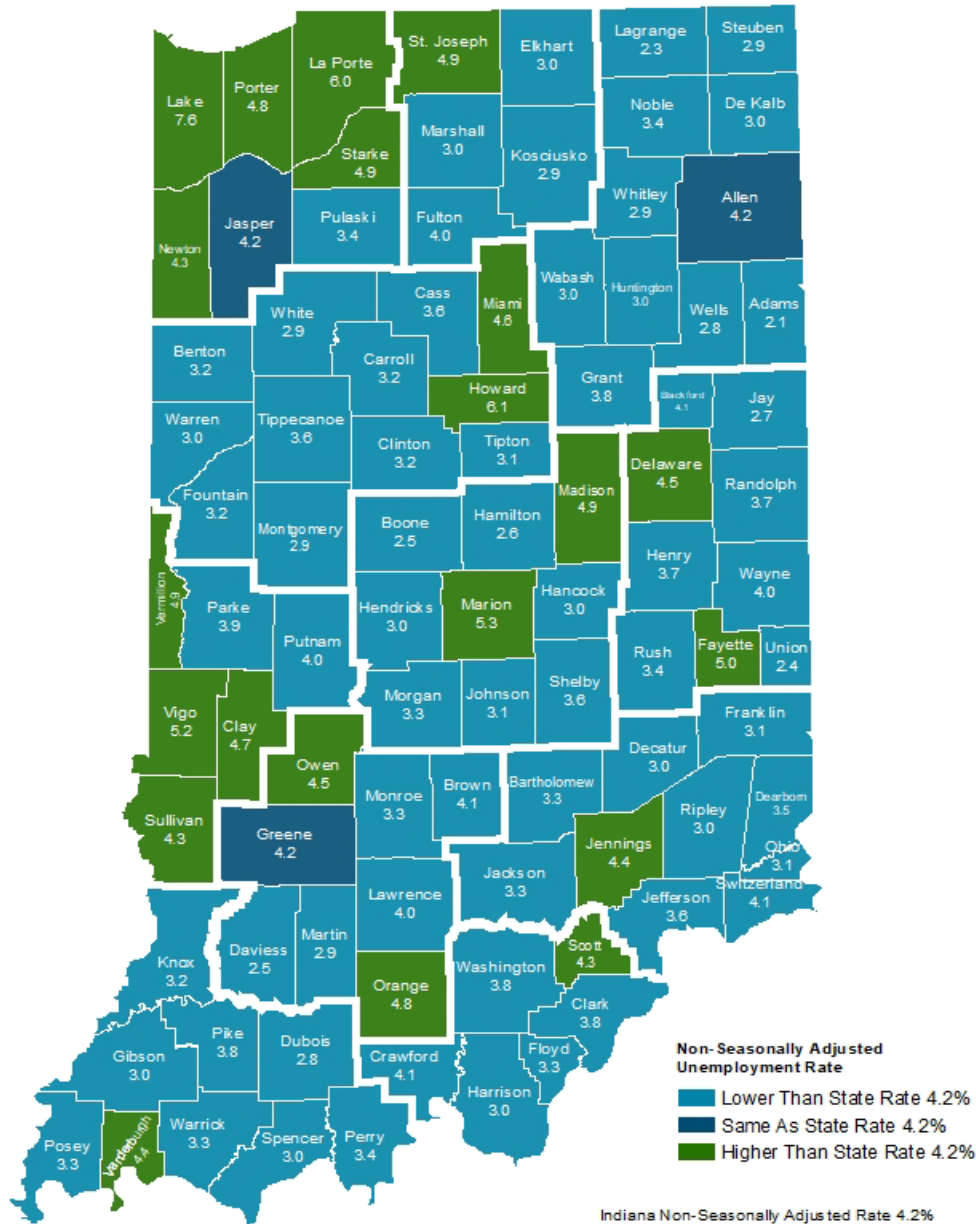 St. Joseph
4.9
Elkhart
3.0
Lagrange
2.3
Steuben
2.9
Lake
7.6
Porter
4.8
La Porte
6.0
Starke
4.9
Marshall
3.0
Kosciusko
2.9
Noble
3.4
De Kalb
3.0
Whitley
2.9
Allen
4.2
Newton
4.3
Jasper
4.2
Pulaski
3.4
Fulton
4.0
Wabash
3.0
Huntington
3.0
Wells
2.8
Adams
2.1
White
2.9
Cass
3.6
Miami
4.6
Benton
3.2
Carroll
3.2
Howard
6.1
Grant
3.8
Blackford
4.1
Jay
2.7
Warren
3.0
Tippecanoe
3.6
Clinton
3.2
Tipton
3.1
Fountain
3.2
Montgomery
2.9
Boone
2.5
Hamilton
2.6
Madison
4.9
Delaware
4.5
Randolph
3.7
Henry
3.7
Wayne
4.0
Vermillion
4.9
Parke
3.9
Putnam
4.0
Hendricks
3.0
Marion
5.3
Hancock
3.0
Rush
3.4
Fayette
5.0
Union
2.4
Vigo
5.2
Clay
4.7
Owen
4.5
Morgan
3.3
Johnson
3.1
Shelby
3.6
Franklin
3.1
Decatur
3.0
Sullivan
4.3
Greene
4.2
Monroe
3.3
Brown
4.1
Bartholomew
3.3
Jennings
4.4
Ripley
3.0
Dearborn
3.5
Ohio
3.1
Switzerland
4.1
Jefferson
3.6
Jackson
3.3
Lawrence
4.0
Knox
3.2
Daviess
2.5
Martin
2.9
Orange
4.8
Washington
3.8
Scott
4.3
Clark
3.8
Floyd
3.3
Harrison
3.0
Crawford
4.1
Gibson
3.0
Pike
3.8
Dubois
2.8
Posey
3.3
Vanderburgh
4.4
Warrick
3.3
Spencer
3.0
Perry
3.4
Non-Seasonally Adjusted
Unemployment Rate
Lower Than State Rate 4.2%
Same As State Rate 4.2%
Higher Than State Rate 4.2%
Indiana Non-Seasonally Adjusted Rate 4.2%